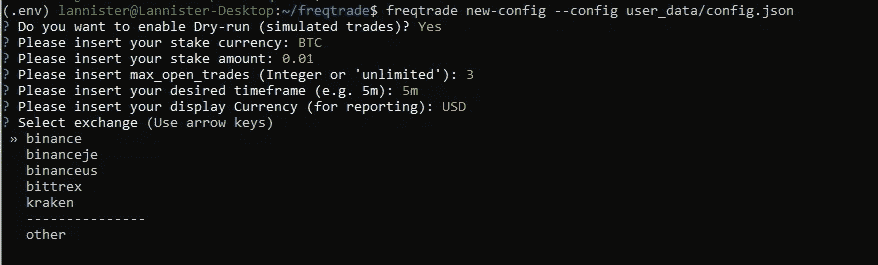 (.env) lannister@Lannister-Desktop:~/freqtrade$ freqtrade new-config --config user_data/config.json
? Do you want to enable Dry-run (simulated trades)? Yes
? Please insert your stake currency: BTC
? Please insert your stake amount: 0.01
? Please insert max_open_trades (Integer or 'unlimited'): 3
? Please insert your desired timeframe (e.g. 5m): 5m
? Please insert your display Currency (for reporting): USD
? Select exchange (Use arrow keys)
» binance
binanceje
binanceus
bittrex
kraken
---------------
other